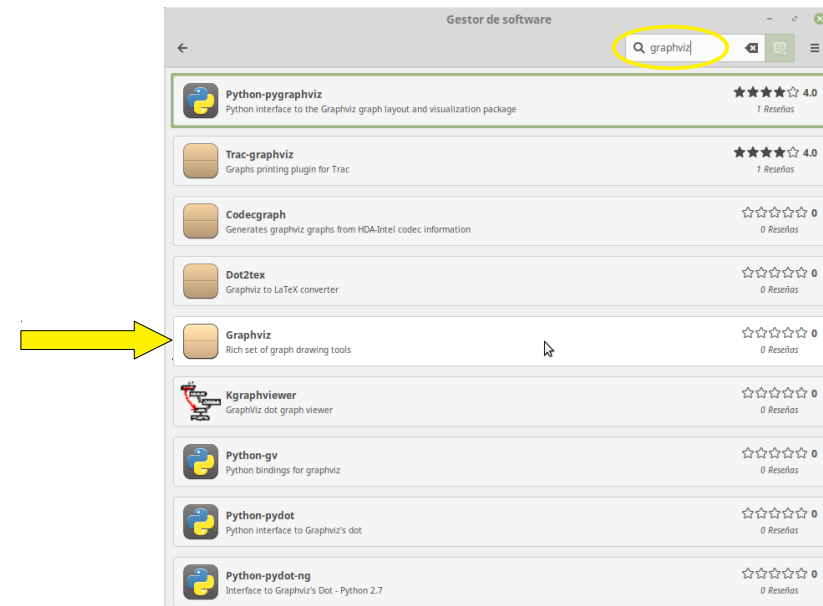 Gestor de software
graphviz
Python-pygraphviz
4.0
Python interface to the Graphviz graph layout and visualization package
1 Reseñas
Trac-graphviz
4.0
Graphs printing plugin for Trac
1 Reseñas
Codecgraph
0
Generates graphviz graphs from HDA-Intel codec information
0 Reseñas
Dot2tex
0
Graphviz to LaTeX converter
0 Reseñas
Graphviz
0
Rich set of graph drawing tools
0 Reseñas
Kgraphviewer
0
GraphViz dot graph viewer
0 Reseñas
Python-gv
0
Python bindings for graphviz
0 Reseñas
Python-pydot
0
Python interface to Graphviz's dot
0 Reseñas
Python-pydot-ng
0
Interface to Graphviz's Dot - Python 2.7
0 Reseñas